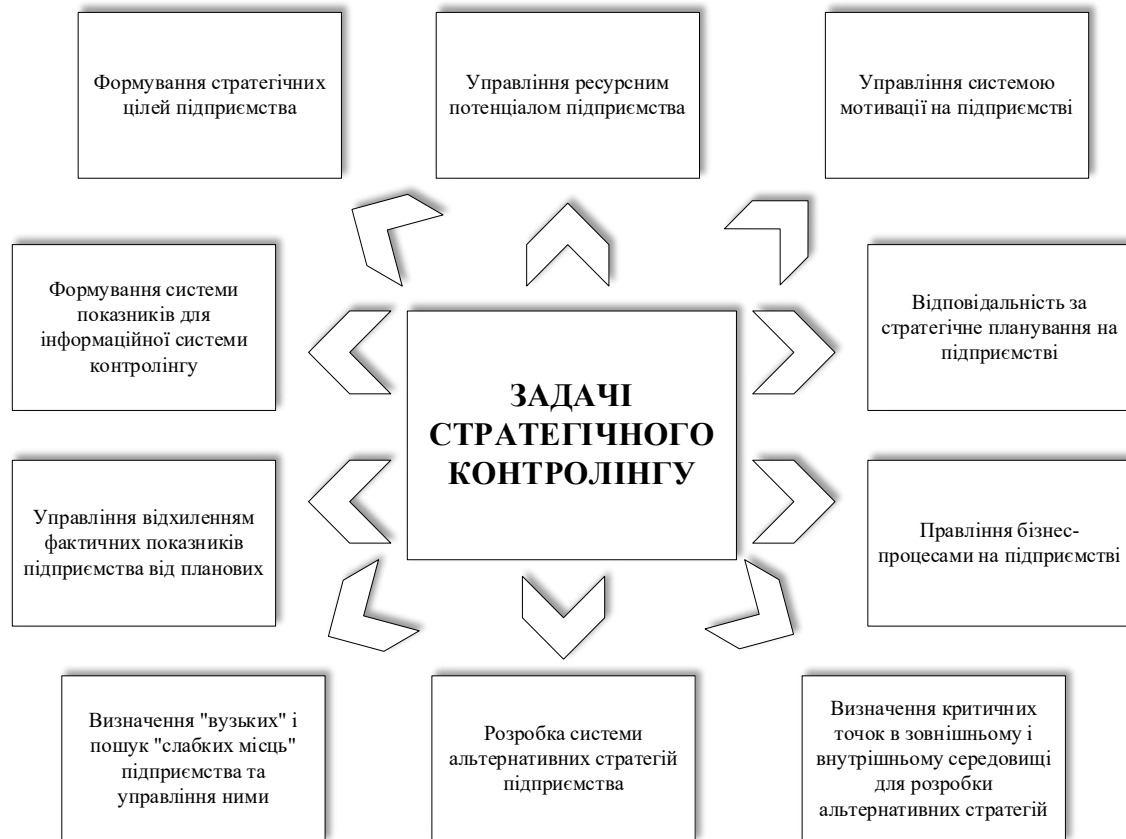 Формування стратегічних
цілей підприємства
Управління ресурсним
потенціалом підприємства
Управління системою
мотивації на підприємстві
Формування системи
показників для
інформаційної системи
контролінгу
ЗАДАЧІ
СТРАТЕГІЧНОГО
КОНТРОЛІНГУ
Відповідальність за
стратегічне планування на
підприємстві
Управління відхиленням
фактичних показників
підприємства від планових
Правління бізнес-
процесами на підприємстві
Визначення "вузьких" і
пошук "слабких місць"
підприємства та
управління ними
Розробка системи
альтернативних стратегій
підприємства
Визначення критичних
точок в зовнішньому і
внутрішньому середовищі
для розробки
альтернативних стратегій